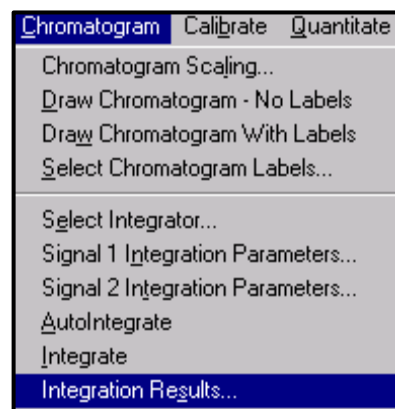 Chromatogram Calibrate Quantitate
Chromatogram Scaling...
Draw Chromatogram - No Labels
Draw Chromatogram With Labels
Select Chromatogram Labels...
Select Integrator...
Signal 1 Integration Parameters...
Signal 2 Integration Parameters...
AutoIntegrate
Integrate
Integration Results...